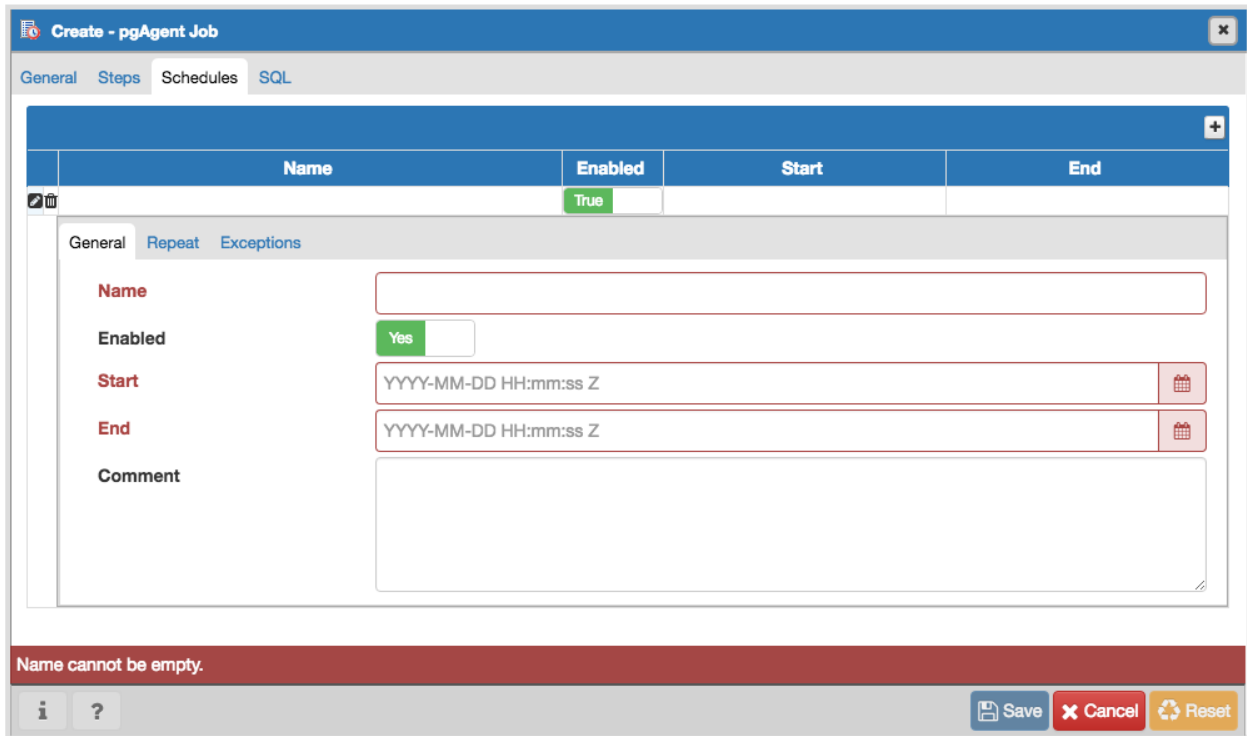 Create - pgAgent Job
General Steps Schedules SQL
Name Enabled Start End
True
General Repeat Exceptions
Name
Enabled Yes
Start YYYY-MM-DD HH:mm:ss Z
End YYYY-MM-DD HH:mm:ss Z
Comment
Name cannot be empty.
i ? Save Cancel Reset